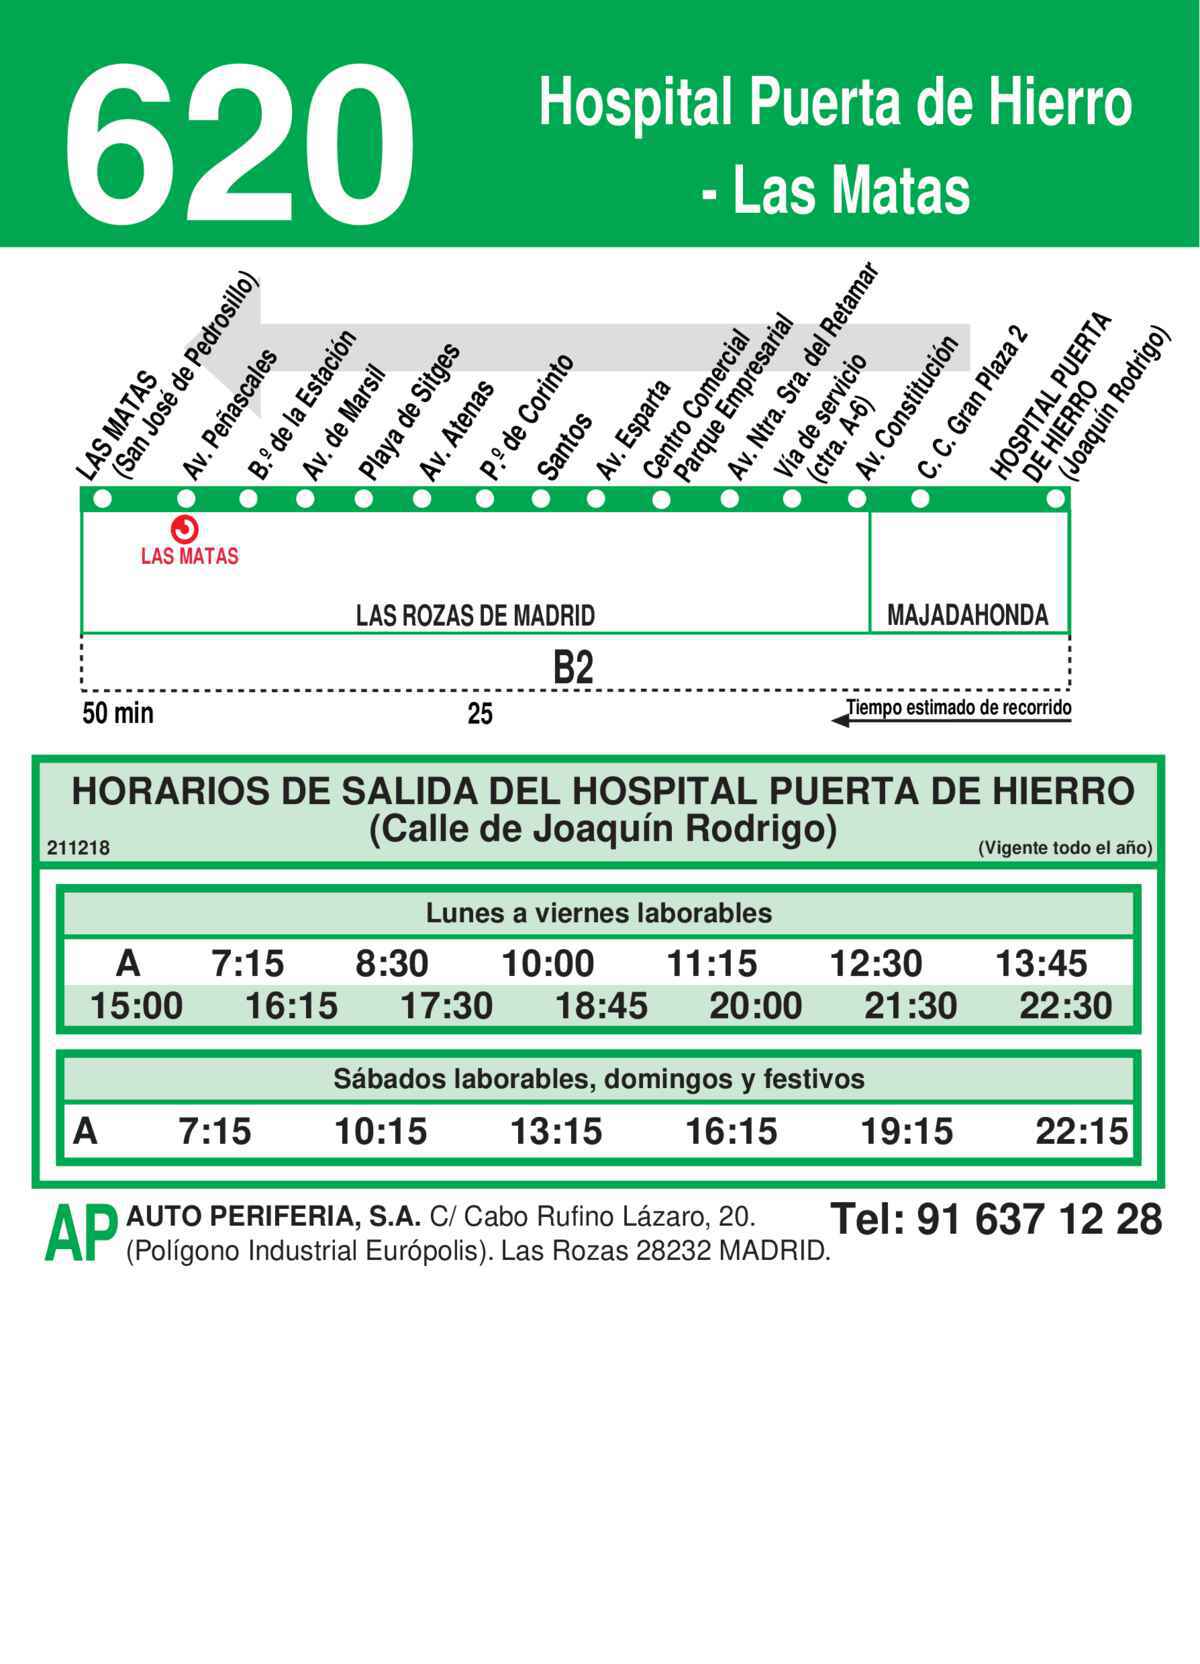 620
Hospital Puerta de Hierro
- Las Matas
LAS MATAS
(San José de Pedrosillo)
Av. Peñascales
B.º de la Estación
Av. de Marsil
Playa de Sitges
Av. Atenas
P.º de Corinto
Santos
Av. Esparta
Centro Comercial
Parque Empresarial
Av. Ntra. Sra. del Retamar
Vía de servicio
(ctra. A-6)
Av. Constitución
C. C. Gran Plaza 2
HOSPITAL PUERTA
DE HIERRO
(Joaquín Rodrigo)
LAS MATAS
LAS ROZAS DE MADRID
MAJADAHONDA
B2
50 min
25
Tiempo estimado de recorrido
HORARIOS DE SALIDA DEL HOSPITAL PUERTA DE HIERRO
(Calle de Joaquín Rodrigo)
211218
(Vigente todo el año)
Lunes a viernes laborables
A 7:15 8:30 10:00 11:15 12:30 13:45
15:00 16:15 17:30 18:45 20:00 21:30 22:30
Sábados laborables, domingos y festivos
A 7:15 10:15 13:15 16:15 19:15 22:15
AP
AUTO PERIFERIA, S.A. C/ Cabo Rufino Lázaro, 20.
(Polígono Industrial Európolis). Las Rozas 28232 MADRID.
Tel: 91 637 12 28